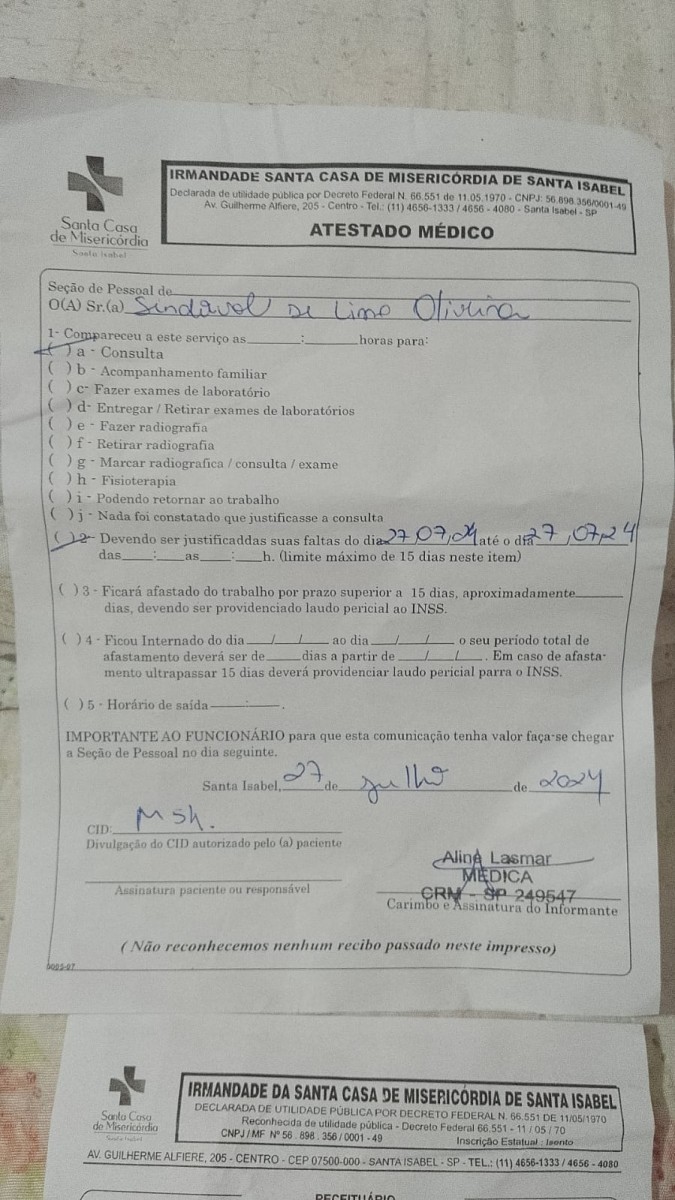 Santa Casa
de Misericórdia
Santa Isabel
IRMANDADE SANTA CASA DE MISERICÓRDIA DE SANTA ISABEL
Declarada de utilidade pública por Decreto Federal N. 66.551 de 11.05.1970 - CNPJ: 56.898.356/0001-49
Av. Guilherme Alfiere, 205 - Centro - Tel.: (11) 4656-1333 / 4656 - 4080 - Santa Isabel - SP
ATESTADO MÉDICO
Seção de Pessoal de
O(A) Sr.(a) Sindaval de Lima Oliveira
1- Compareceu a este serviço as ____:____ horas para:
( ) a - Consulta
( ) b - Acompanhamento familiar
( ) c- Fazer exames de laboratório
( ) d- Entregar / Retirar exames de laboratórios
( ) e - Fazer radiografia
( ) f - Retirar radiografia
( ) g - Marcar radiografica / consulta / exame
( ) h - Fisioterapia
( ) i - Podendo retornar ao trabalho
( ) j - Nada foi constatado que justificasse a consulta
( ) 2- Devendo ser justificaddas suas faltas do dia 27,07,24 até o dia 27,07,24
das___:___as___:___h. (limite máximo de 15 dias neste item)
( ) 3 - Ficará afastado do trabalho por prazo superior a 15 dias, aproximadamente____
dias, devendo ser providenciado laudo pericial ao INSS.
( ) 4 - Ficou Internado do dia ___/___/___ ao dia ___/___/___ o seu período total de
afastamento deverá ser de ____ dias a partir de ___/___/___. Em caso de afasta-
mento ultrapassar 15 dias deverá providenciar laudo pericial parra o INSS.
( ) 5 - Horário de saída ____:____.
IMPORTANTE AO FUNCIONÁRIO para que esta comunicação tenha valor faça-se chegar
a Seção de Pessoal no dia seguinte.
Santa Isabel, 27 de julho de 2024
CID: M54.
Divulgação do CID autorizado pelo (a) paciente
Aline Lasmar
MÉDICA
CRM - SP 249547
Assinatura paciente ou responsável
Carimbo e Assinatura do Informante
( Não reconhecemos nenhum recibo passado neste impresso)
0005-07
Santa Casa
de Misericórdia
Santa Isabel
IRMANDADE DA SANTA CASA DE MISERICÓRDIA DE SANTA ISABEL
DECLARADA DE UTILIDADE PÚBLICA POR DECRETO FEDERAL N. 66.551 DE 11/05/1970
Reconhecida de utilidade pública - Decreto Federal 66.551 - 11 / 05 / 70
CNPJ/MF Nº 56 . 898 . 356 / 0001 - 49 Inscrição Estatual : Isento
AV. GUILHERME ALFIERE, 205 - CENTRO - CEP 07500-000 - SANTA ISABEL - SP - TEL.: (11) 4656-1333 / 4656 - 4080
RECEITUÁRIO